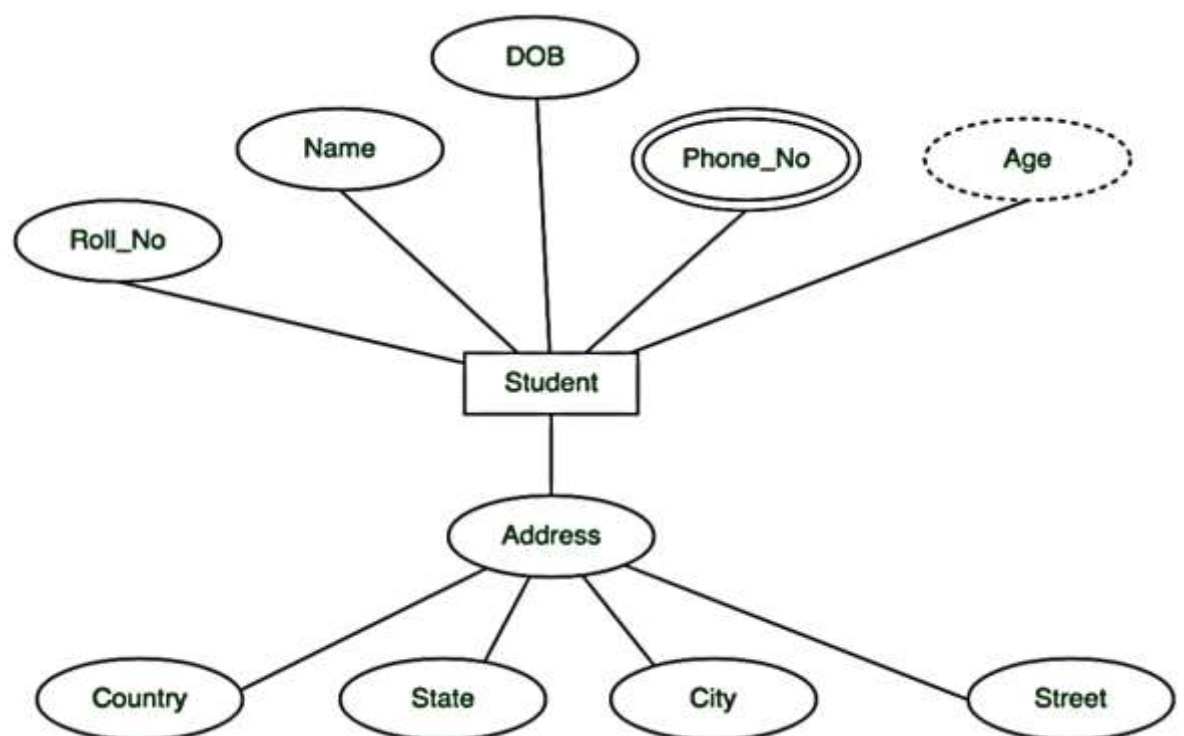 DOB
Name
Phone_No
Age
Roll_No
Student
Address
Country
State
City
Street